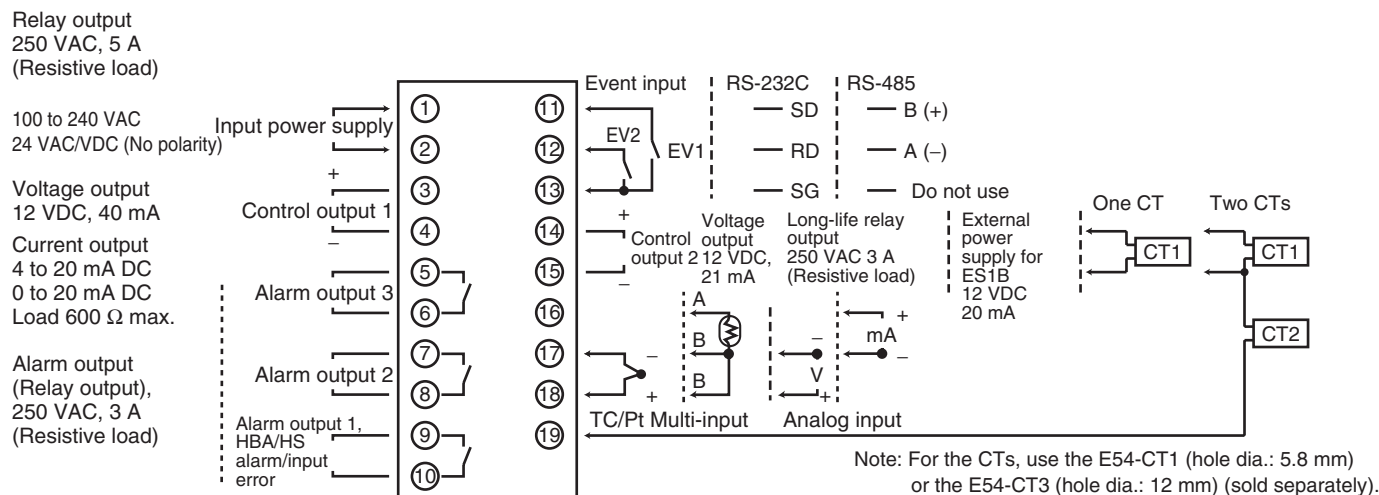 Relay output
250 VAC, 5 A
(Resistive load)
100 to 240 VAC
24 VAC/VDC (No polarity)
Input power supply
Voltage output
12 VDC, 40 mA
+
Control output 1
−
Current output
4 to 20 mA DC
0 to 20 mA DC
Load 600 Ω max.
Alarm output 3
Alarm output
(Relay output),
250 VAC, 3 A
(Resistive load)
Alarm output 2
Alarm output 1,
HBA/HS
alarm/input
error
1
2
3
4
5
6
7
8
9
10
11
12
13
14
15
16
17
18
19
Event input
EV2
EV1
RS-232C
SD
RD
SG
RS-485
B (+)
A (−)
Do not use
+
Control
output 2
−
Voltage
output
12 VDC,
21 mA
Long-life relay
output
250 VAC 3 A
(Resistive load)
External
power
supply for
ES1B
12 VDC
20 mA
One CT
CT1
Two CTs
CT1
CT2
−
+
A
B
B
TC/Pt Multi-input
−
V
+
+
mA
−
Analog input
Note: For the CTs, use the E54-CT1 (hole dia.: 5.8 mm)
or the E54-CT3 (hole dia.: 12 mm) (sold separately).